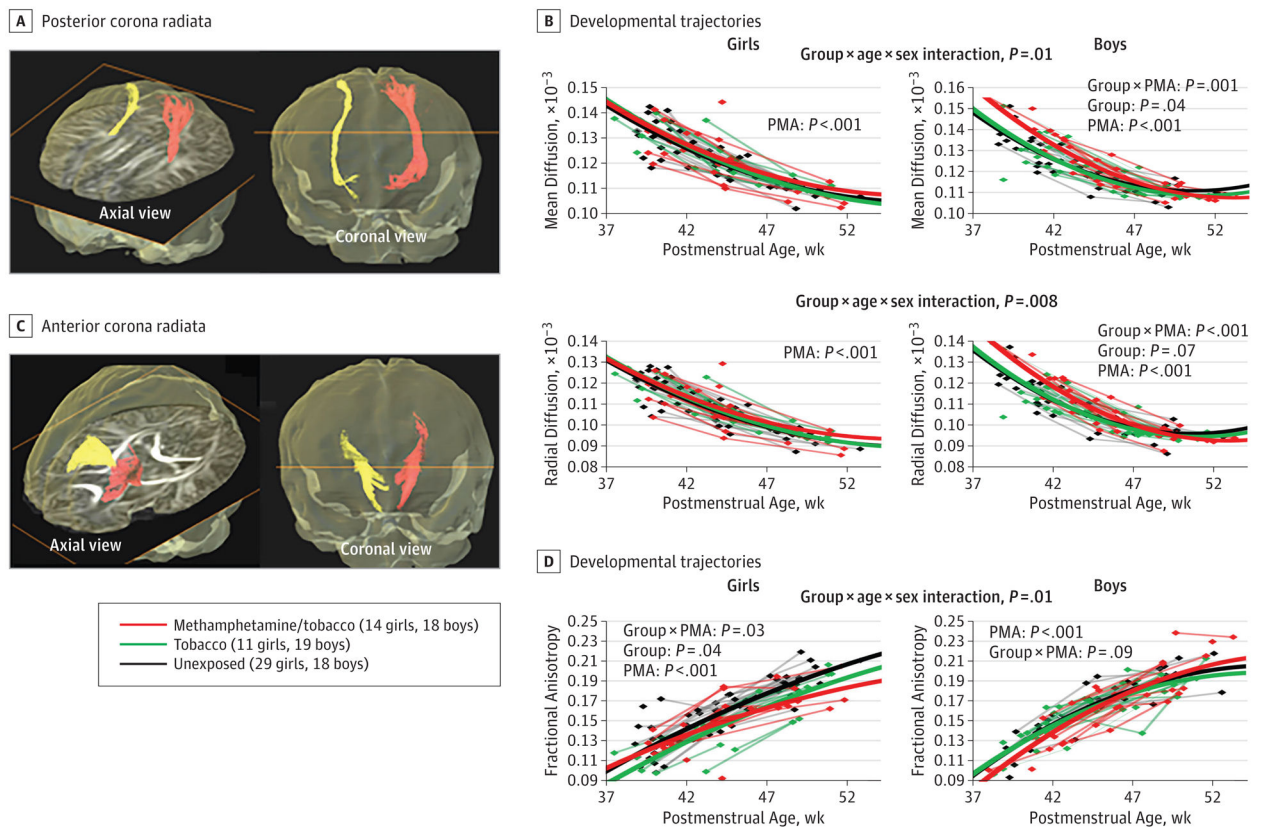 A Posterior corona radiata
Axial view
Coronal view
B Developmental trajectories
Girls
Boys
Group × age × sex interaction, P = .01
Mean Diffusion, ×10−3
0.15
0.14
0.13
0.12
0.11
0.10
PMA: P <.001
37 42 47 52
Postmenstrual Age, wk
Mean Diffusion, ×10−3
0.16
0.15
0.14
0.13
0.12
0.11
0.10
Group × PMA: P = .001
Group: P = .04
PMA: P <.001
37 42 47 52
Postmenstrual Age, wk
Group × age × sex interaction, P = .008
Radial Diffusion, ×10−3
0.14
0.13
0.12
0.11
0.10
0.09
0.08
PMA: P <.001
37 42 47 52
Postmenstrual Age, wk
Radial Diffusion, ×10−3
0.14
0.13
0.12
0.11
0.10
0.09
0.08
Group × PMA: P <.001
Group: P = .07
PMA: P <.001
37 42 47 52
Postmenstrual Age, wk
C Anterior corona radiata
Axial view
Coronal view
Methamphetamine/tobacco (14 girls, 18 boys)
Tobacco (11 girls, 19 boys)
Unexposed (29 girls, 18 boys)
D Developmental trajectories
Girls
Boys
Group × age × sex interaction, P = .01
Fractional Anisotropy
0.25
0.23
0.21
0.19
0.17
0.15
0.13
0.11
0.09
Group × PMA: P = .03
Group: P = .04
PMA: P <.001
37 42 47 52
Postmenstrual Age, wk
Fractional Anisotropy
0.25
0.23
0.21
0.19
0.17
0.15
0.13
0.11
0.09
PMA: P <.001
Group × PMA: P = .09
37 42 47 52
Postmenstrual Age, wk